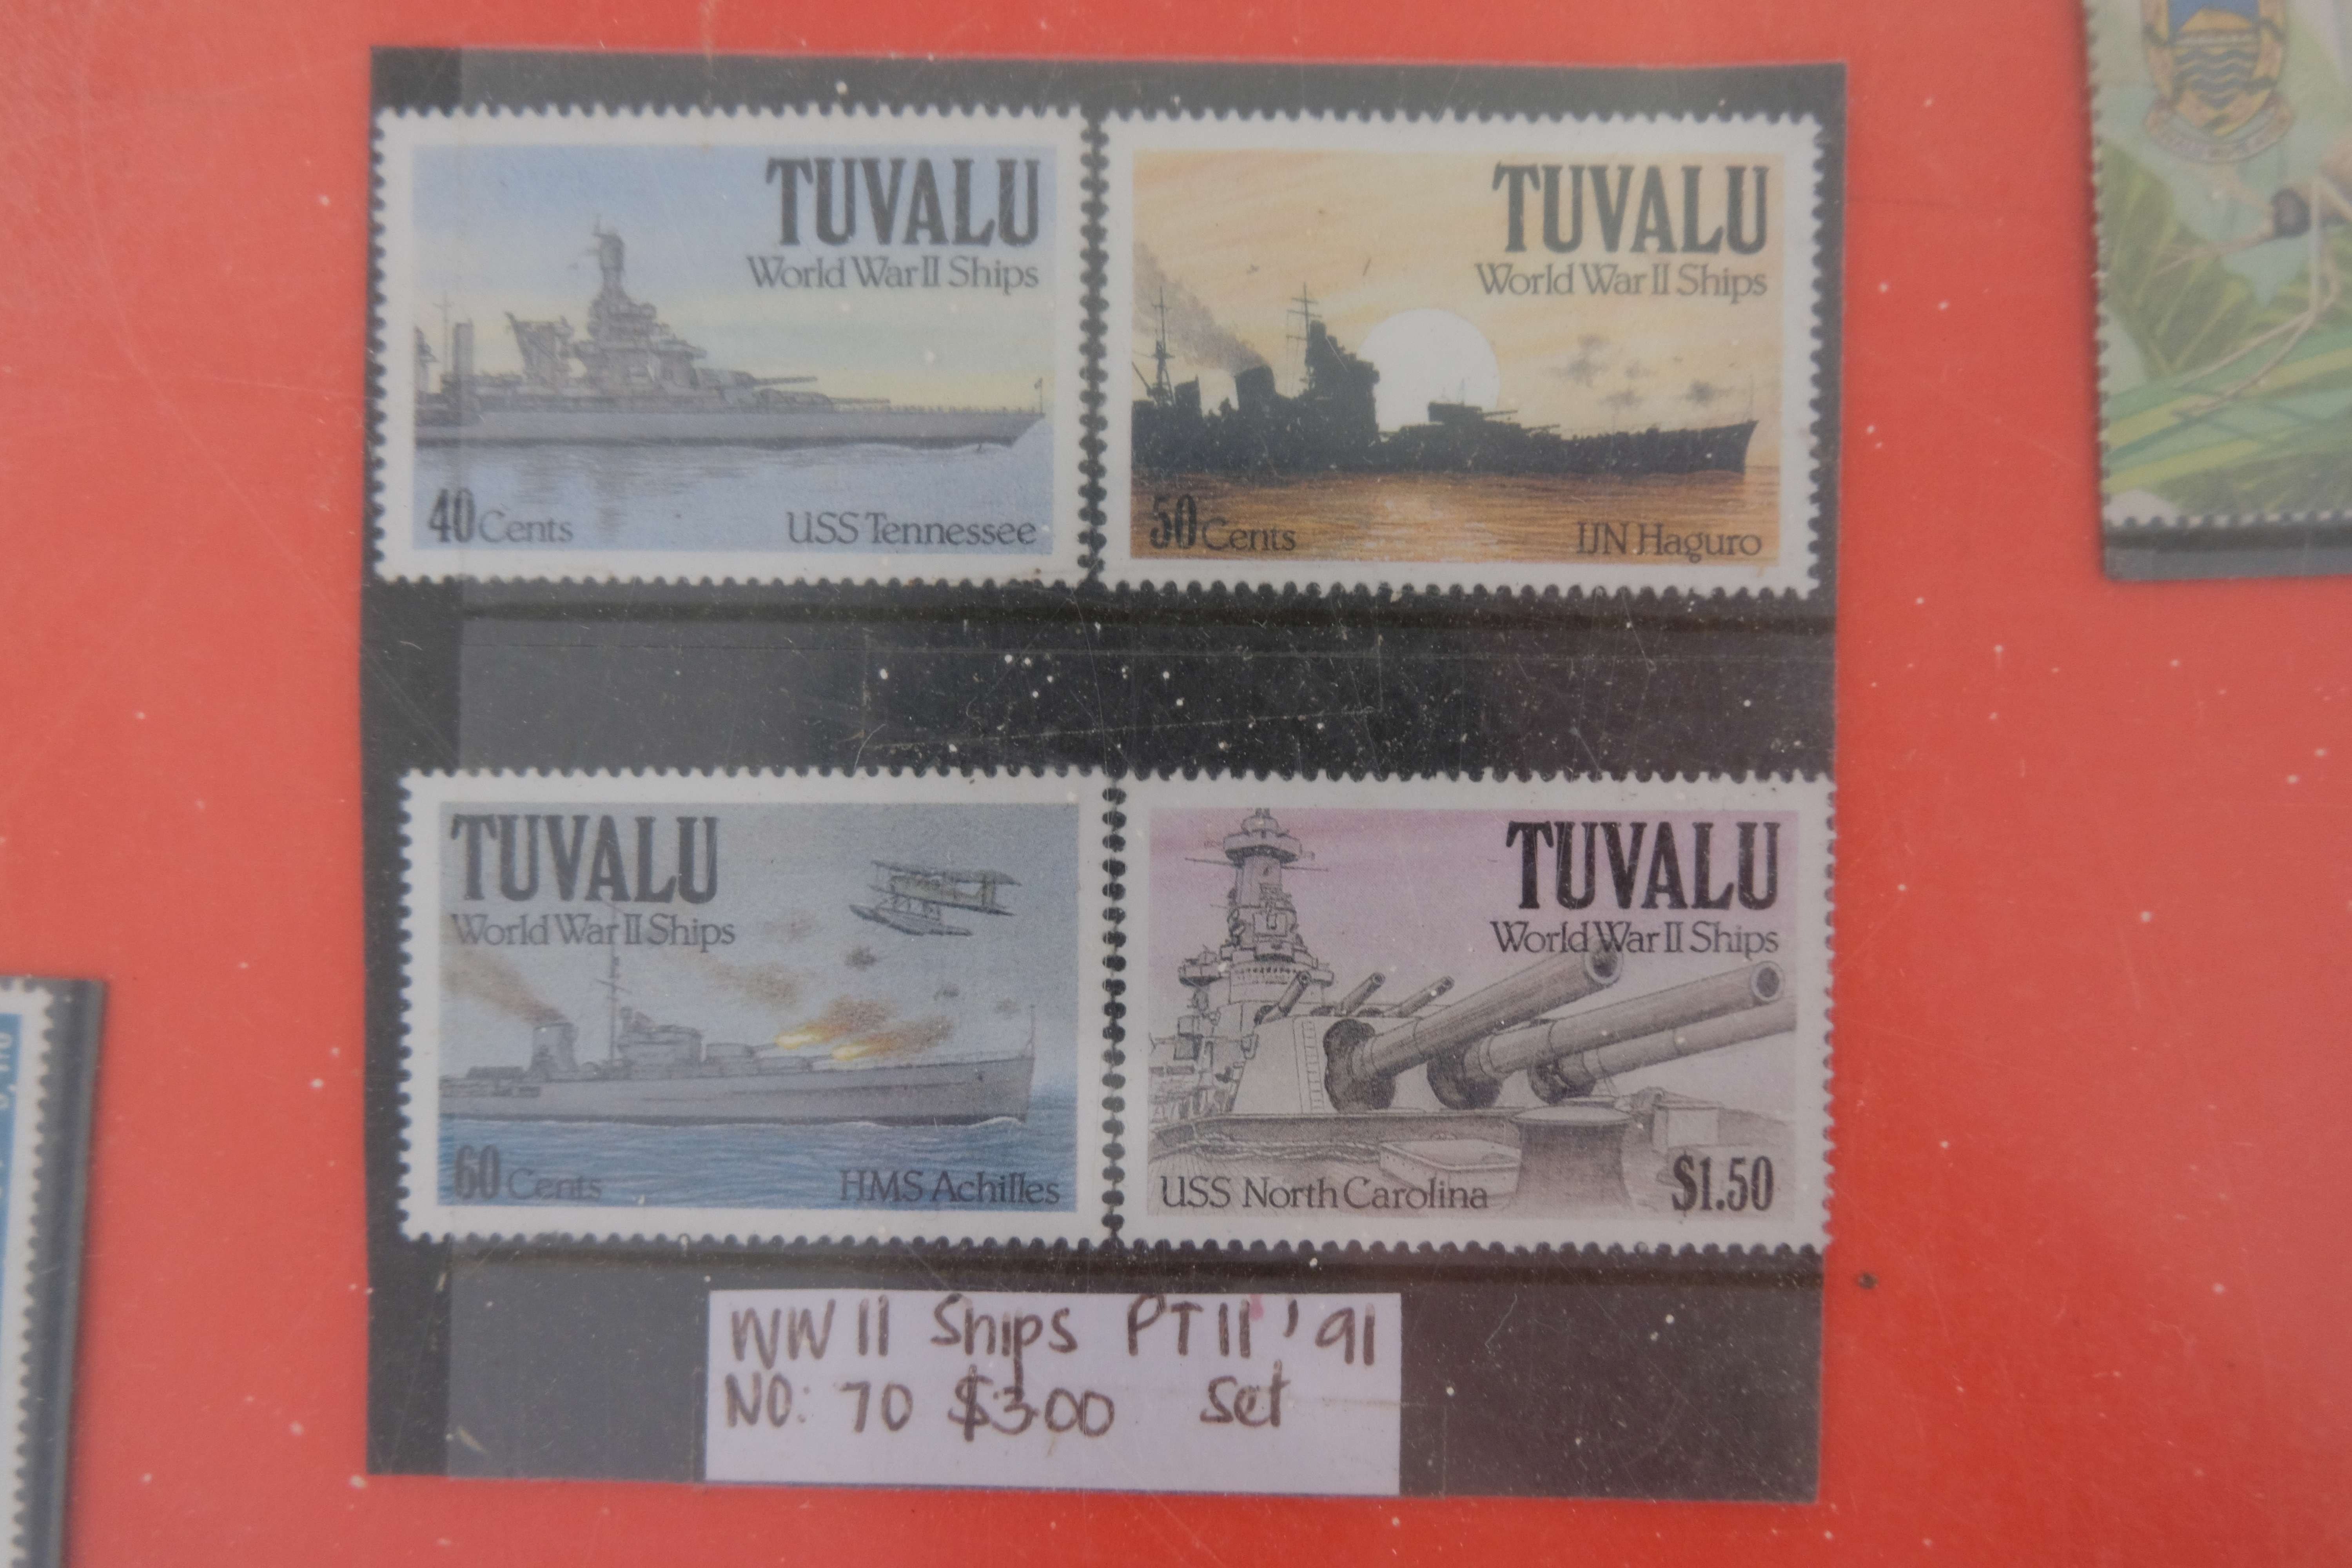 TUVALU
World War II Ships
40 Cents
USS Tennessee
TUVALU
World War II Ships
50 Cents
IJN Haguro
TUVALU
World War II Ships
60 Cents
HMS Achilles
TUVALU
World War II Ships
USS North Carolina
$1.50
WW II Ships PT II '91
NO: 70 $3.00 Set